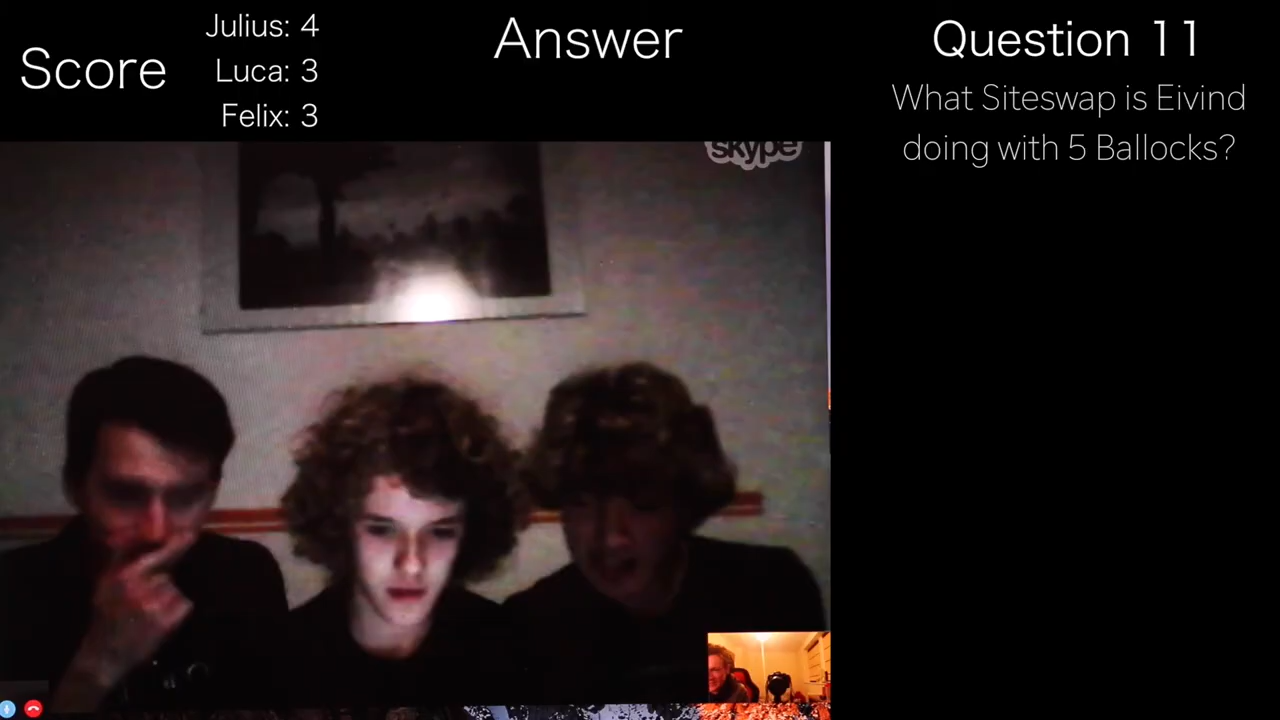 Score
Julius: 4
Luca: 3
Felix: 3
Answer
Question 11
What Siteswap is Eivind
doing with 5 Ballocks?
skype